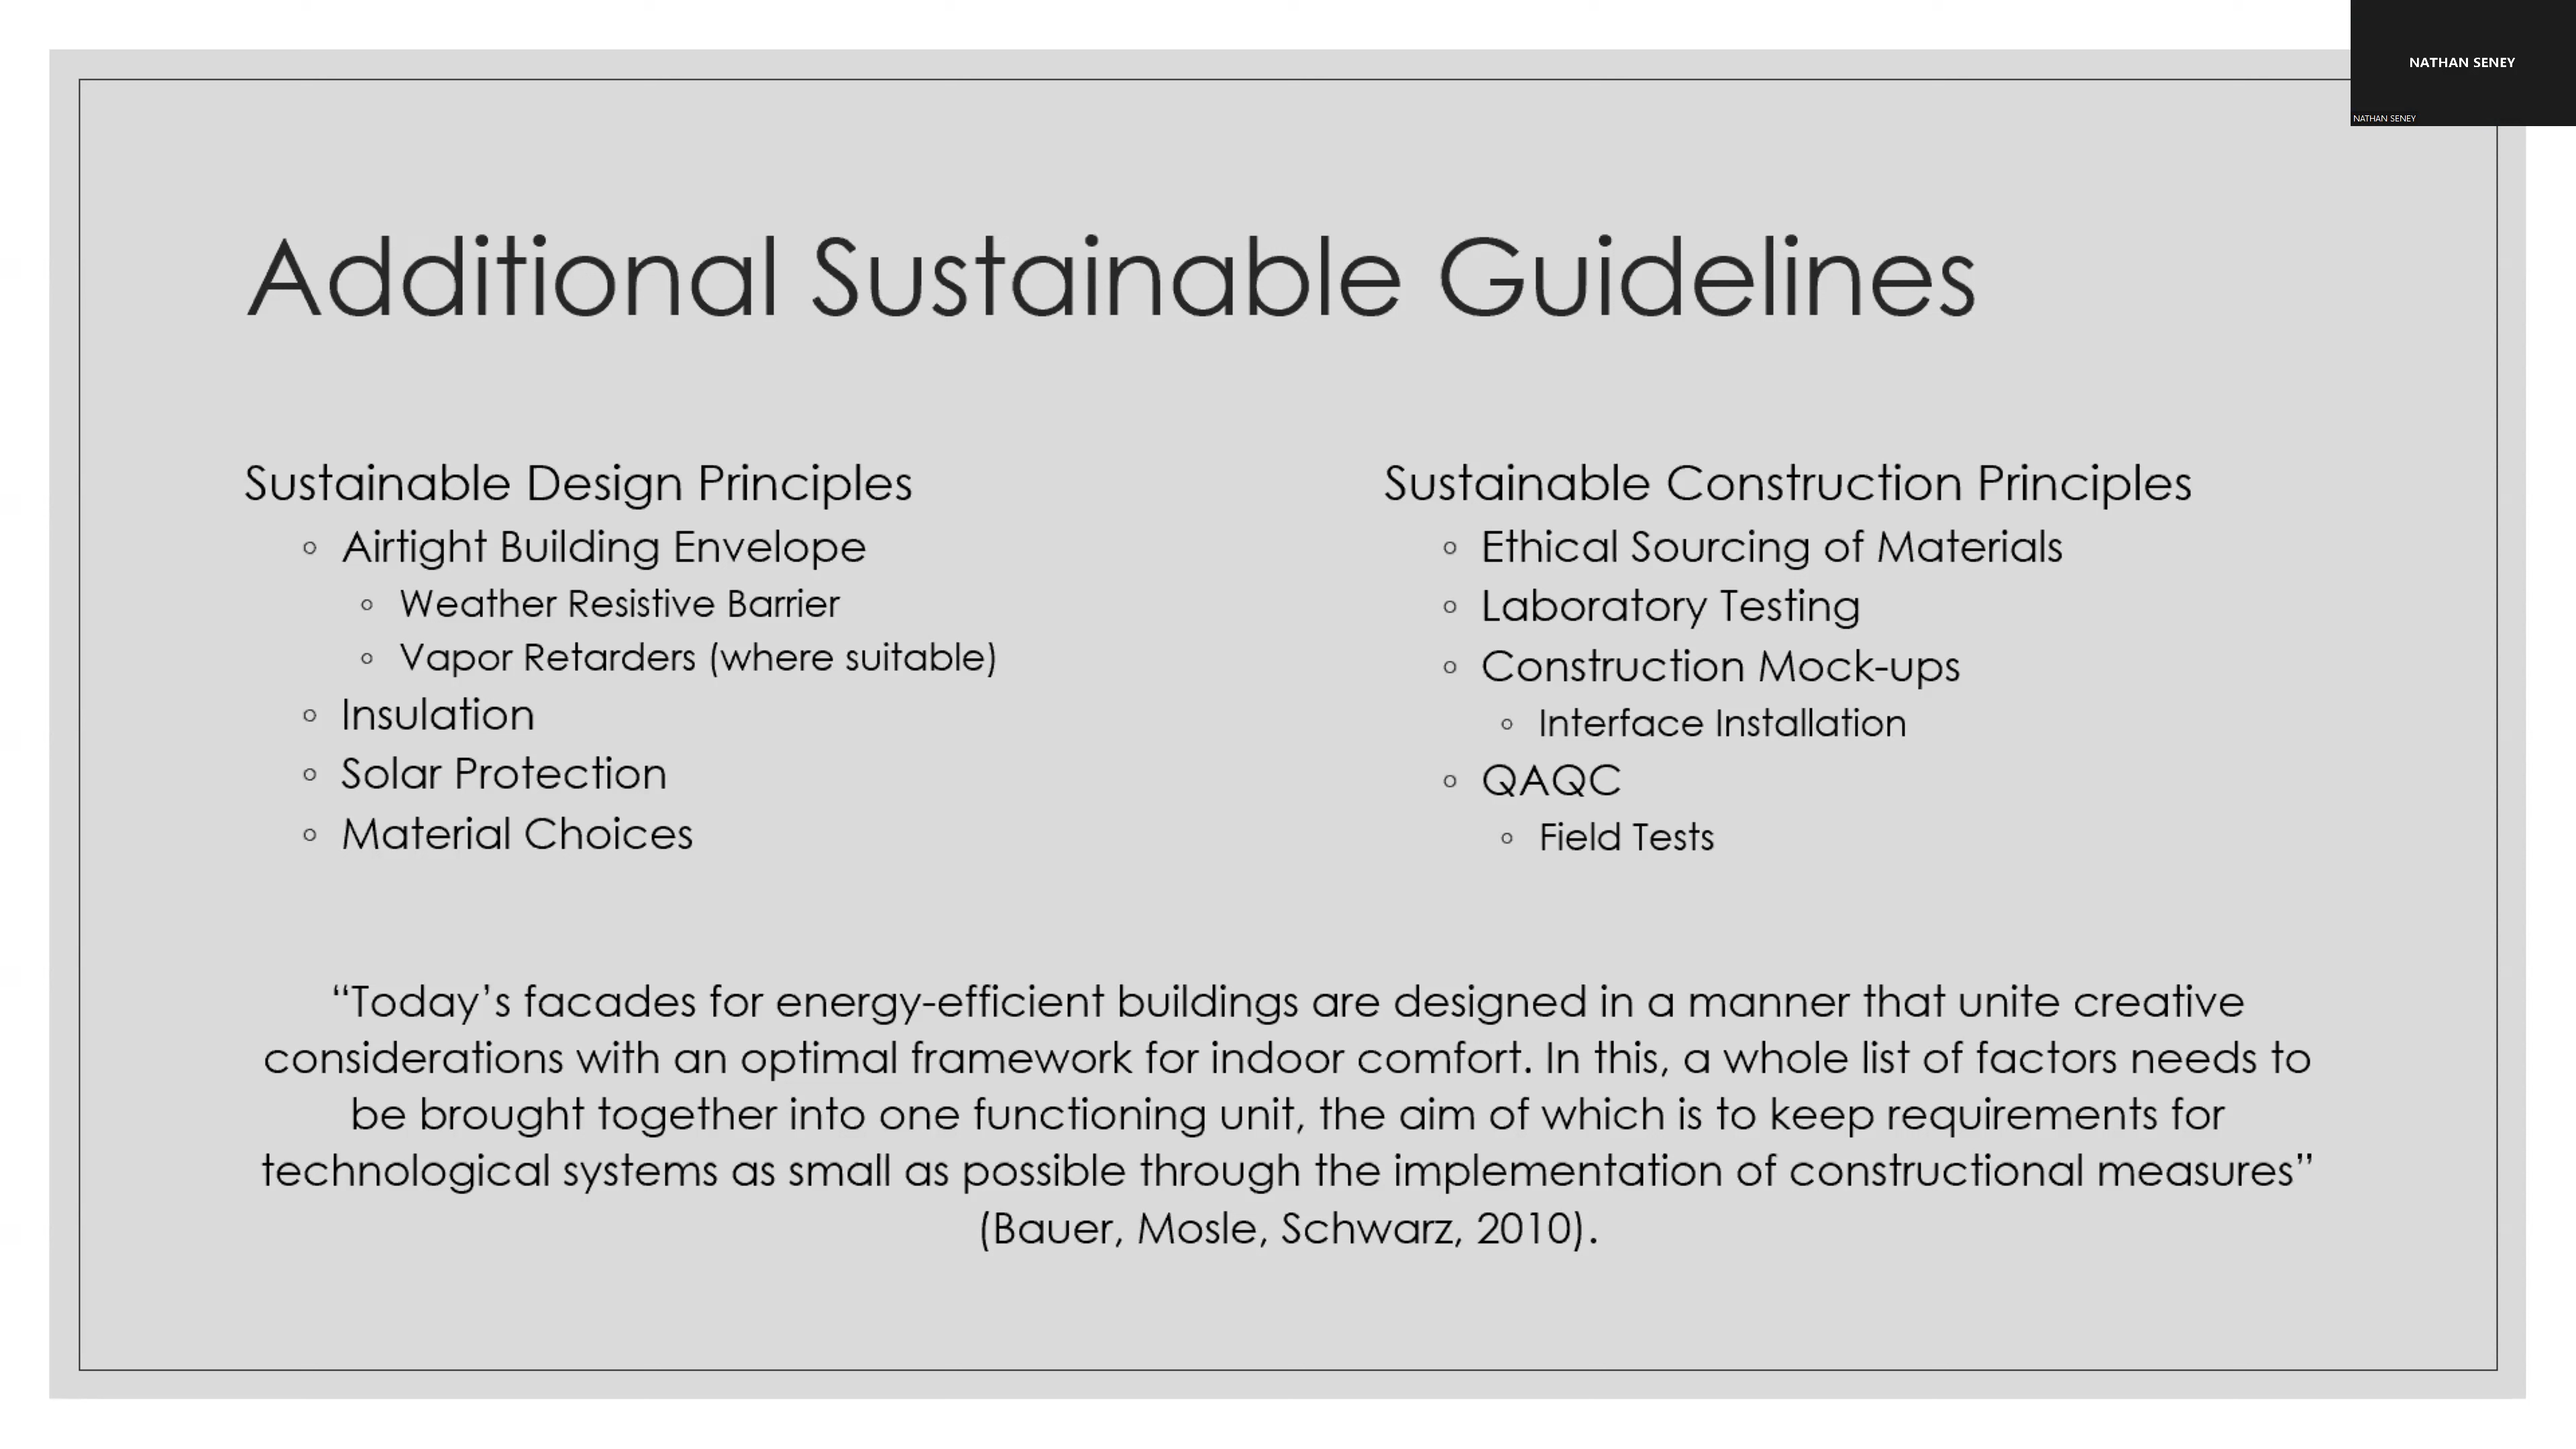 NATHAN SENEY
NATHAN SENEY
Additional Sustainable Guidelines
Sustainable Design Principles
◦ Airtight Building Envelope
◦ Weather Resistive Barrier
◦ Vapor Retarders (where suitable)
◦ Insulation
◦ Solar Protection
◦ Material Choices
Sustainable Construction Principles
◦ Ethical Sourcing of Materials
◦ Laboratory Testing
◦ Construction Mock-ups
◦ Interface Installation
◦ QAQC
◦ Field Tests
“Today’s facades for energy-efficient buildings are designed in a manner that unite creative
considerations with an optimal framework for indoor comfort. In this, a whole list of factors needs to
be brought together into one functioning unit, the aim of which is to keep requirements for
technological systems as small as possible through the implementation of constructional measures”
(Bauer, Mosle, Schwarz, 2010).